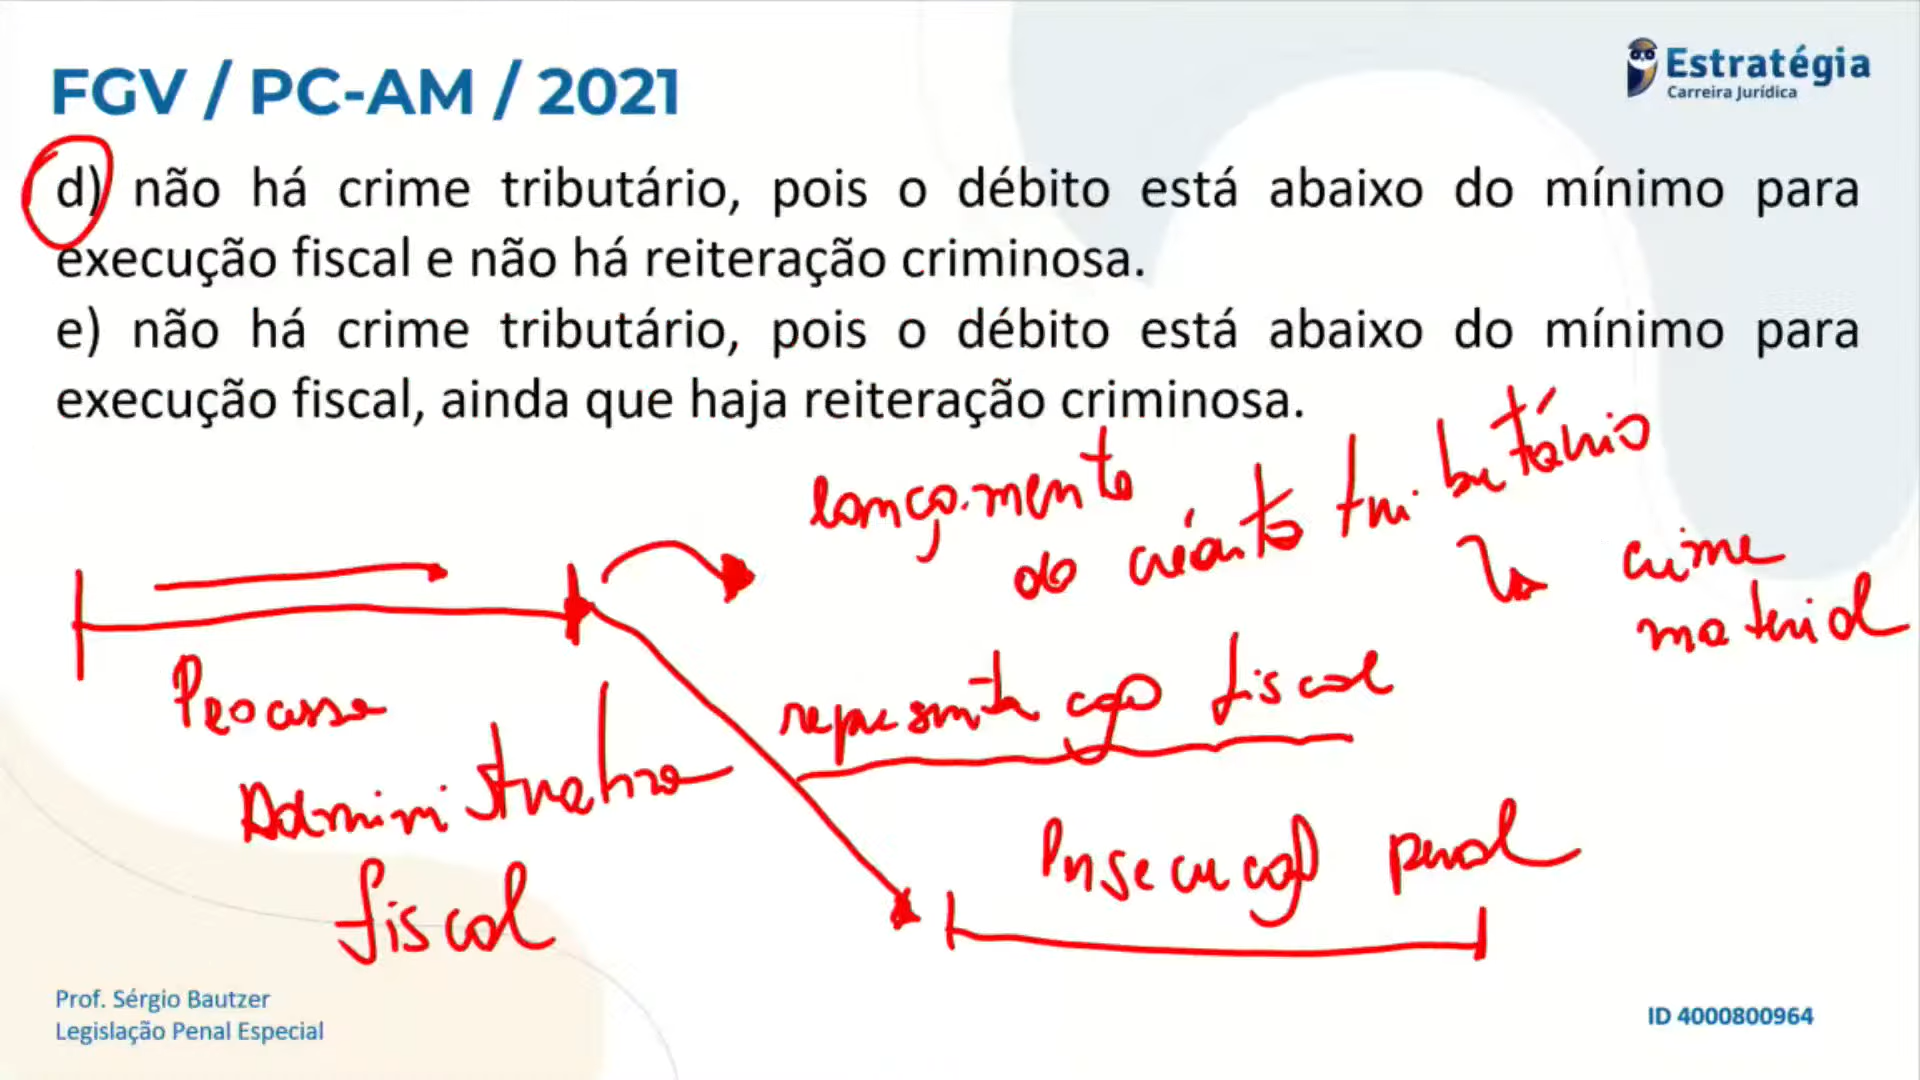 FGV / PC-AM / 2021
Estratégia
Carreira Jurídica
d) não há crime tributário, pois o débito está abaixo do mínimo para
execução fiscal e não há reiteração criminosa.
e) não há crime tributário, pois o débito está abaixo do mínimo para
execução fiscal, ainda que haja reiteração criminosa.
lançamento
do crédito tributário
crime
material
Processo
Administrativo
fiscal
representação fiscal
Persecução penal
Prof. Sérgio Bautzer
Legislação Penal Especial
ID 4000800964